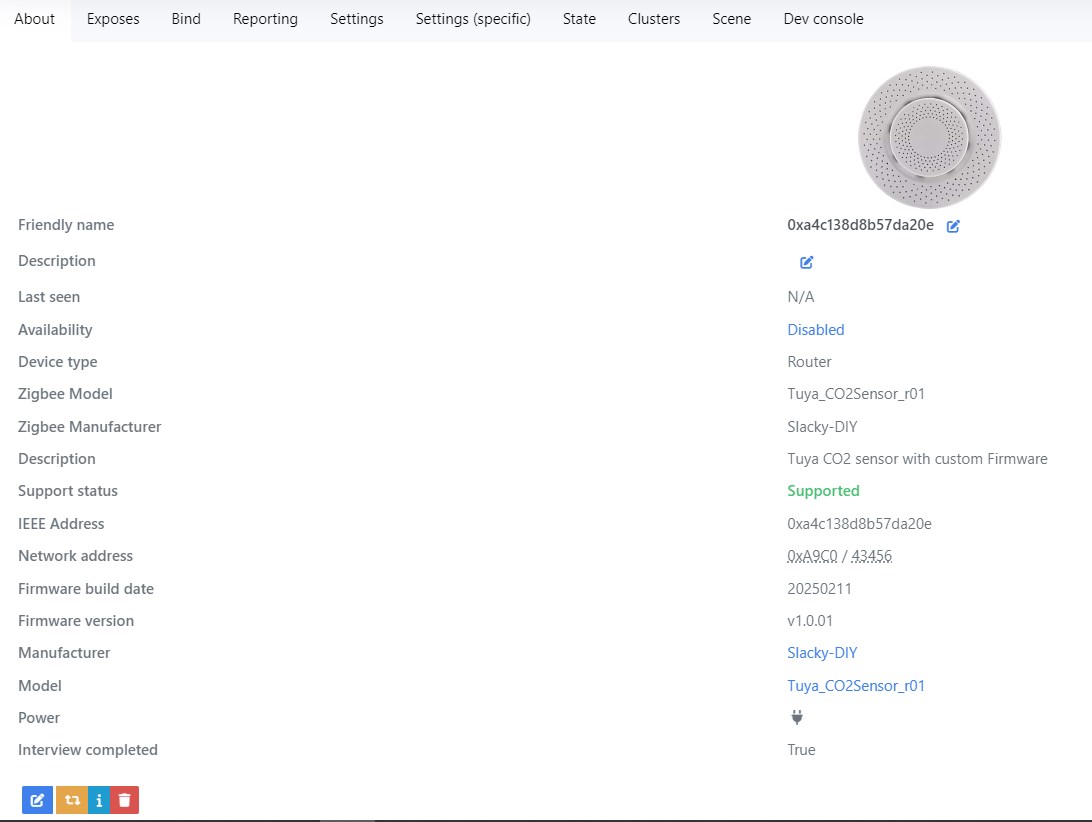 About Exposes Bind Reporting Settings Settings (specific) State Clusters Scene Dev console
Friendly name 0xa4c138d8b57da20e
Description
Last seen N/A
Availability Disabled
Device type Router
Zigbee Model Tuya_CO2Sensor_r01
Zigbee Manufacturer Slacky-DIY
Description Tuya CO2 sensor with custom Firmware
Support status Supported
IEEE Address 0xa4c138d8b57da20e
Network address 0xA9C0 / 43456
Firmware build date 20250211
Firmware version v1.0.01
Manufacturer Slacky-DIY
Model Tuya_CO2Sensor_r01
Power
Interview completed True